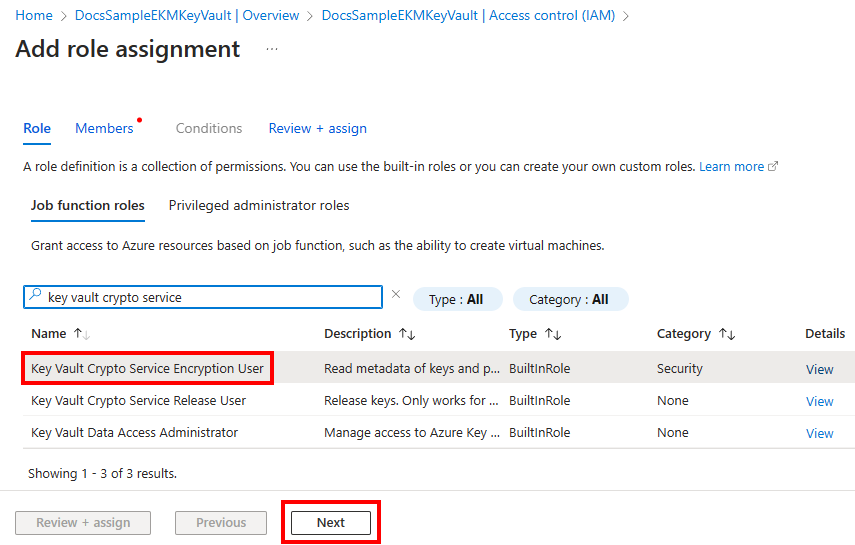 Home > DocsSampleEKMKeyVault | Overview > DocsSampleEKMKeyVault | Access control (IAM) >
Add role assignment ...
Role Members Conditions Review + assign
A role definition is a collection of permissions. You can use the built-in roles or you can create your own custom roles. Learn more
Job function roles Privileged administrator roles
Grant access to Azure resources based on job function, such as the ability to create virtual machines.
key vault crypto service × Type : All Category : All
Name ↑↓ Description ↑↓ Type ↑↓ Category ↑↓ Details
Key Vault Crypto Service Encryption User Read metadata of keys and p... BuiltInRole Security View
Key Vault Crypto Service Release User Release keys. Only works for ... BuiltInRole None View
Key Vault Data Access Administrator Manage access to Azure Key ... BuiltInRole None View
Showing 1 - 3 of 3 results.
Review + assign Previous Next